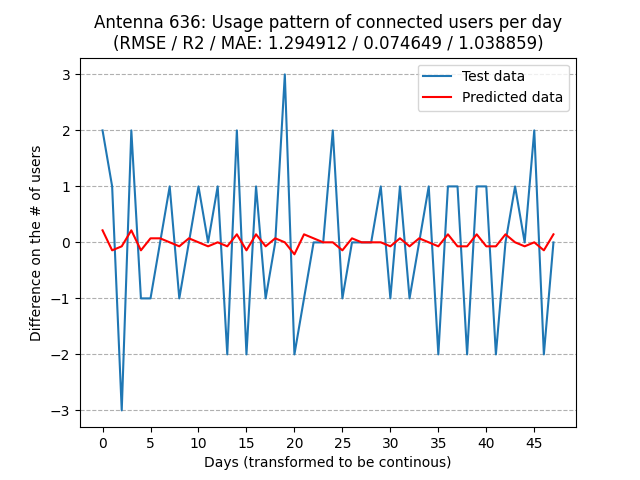 Antenna 636: Usage pattern of connected users per day
(RMSE / R2 / MAE: 1.294912 / 0.074649 / 1.038859)
Test data
Predicted data
Difference on the # of users
3
2
1
0
−1
−2
−3
0 5 10 15 20 25 30 35 40 45
Days (transformed to be continous)